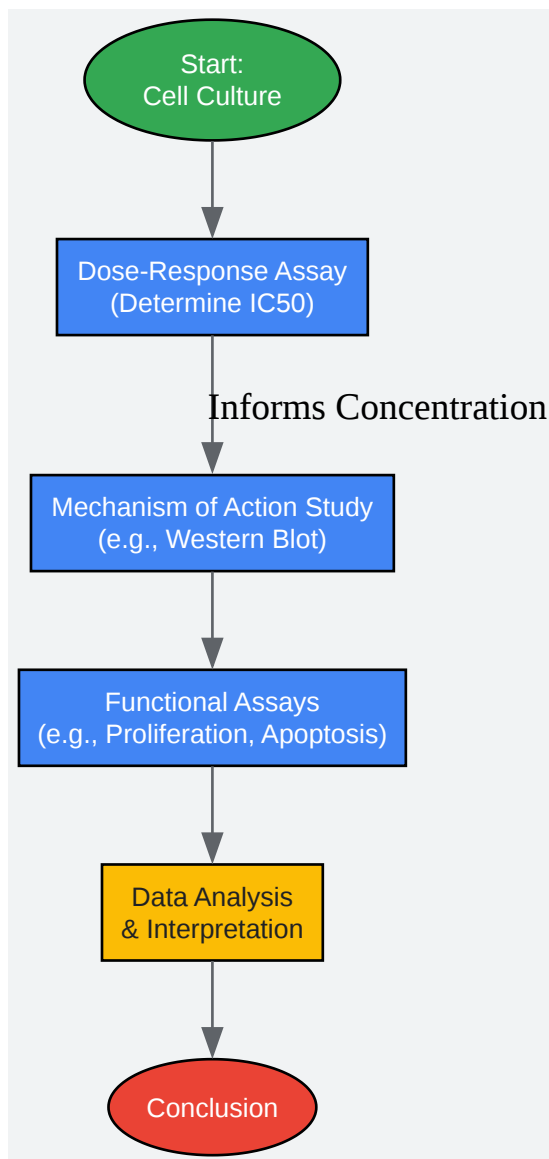 Start:
Cell Culture
Dose-Response Assay
(Determine IC50)
Informs Concentration
Mechanism of Action Study
(e.g., Western Blot)
Functional Assays
(e.g., Proliferation, Apoptosis)
Data Analysis
& Interpretation
Conclusion